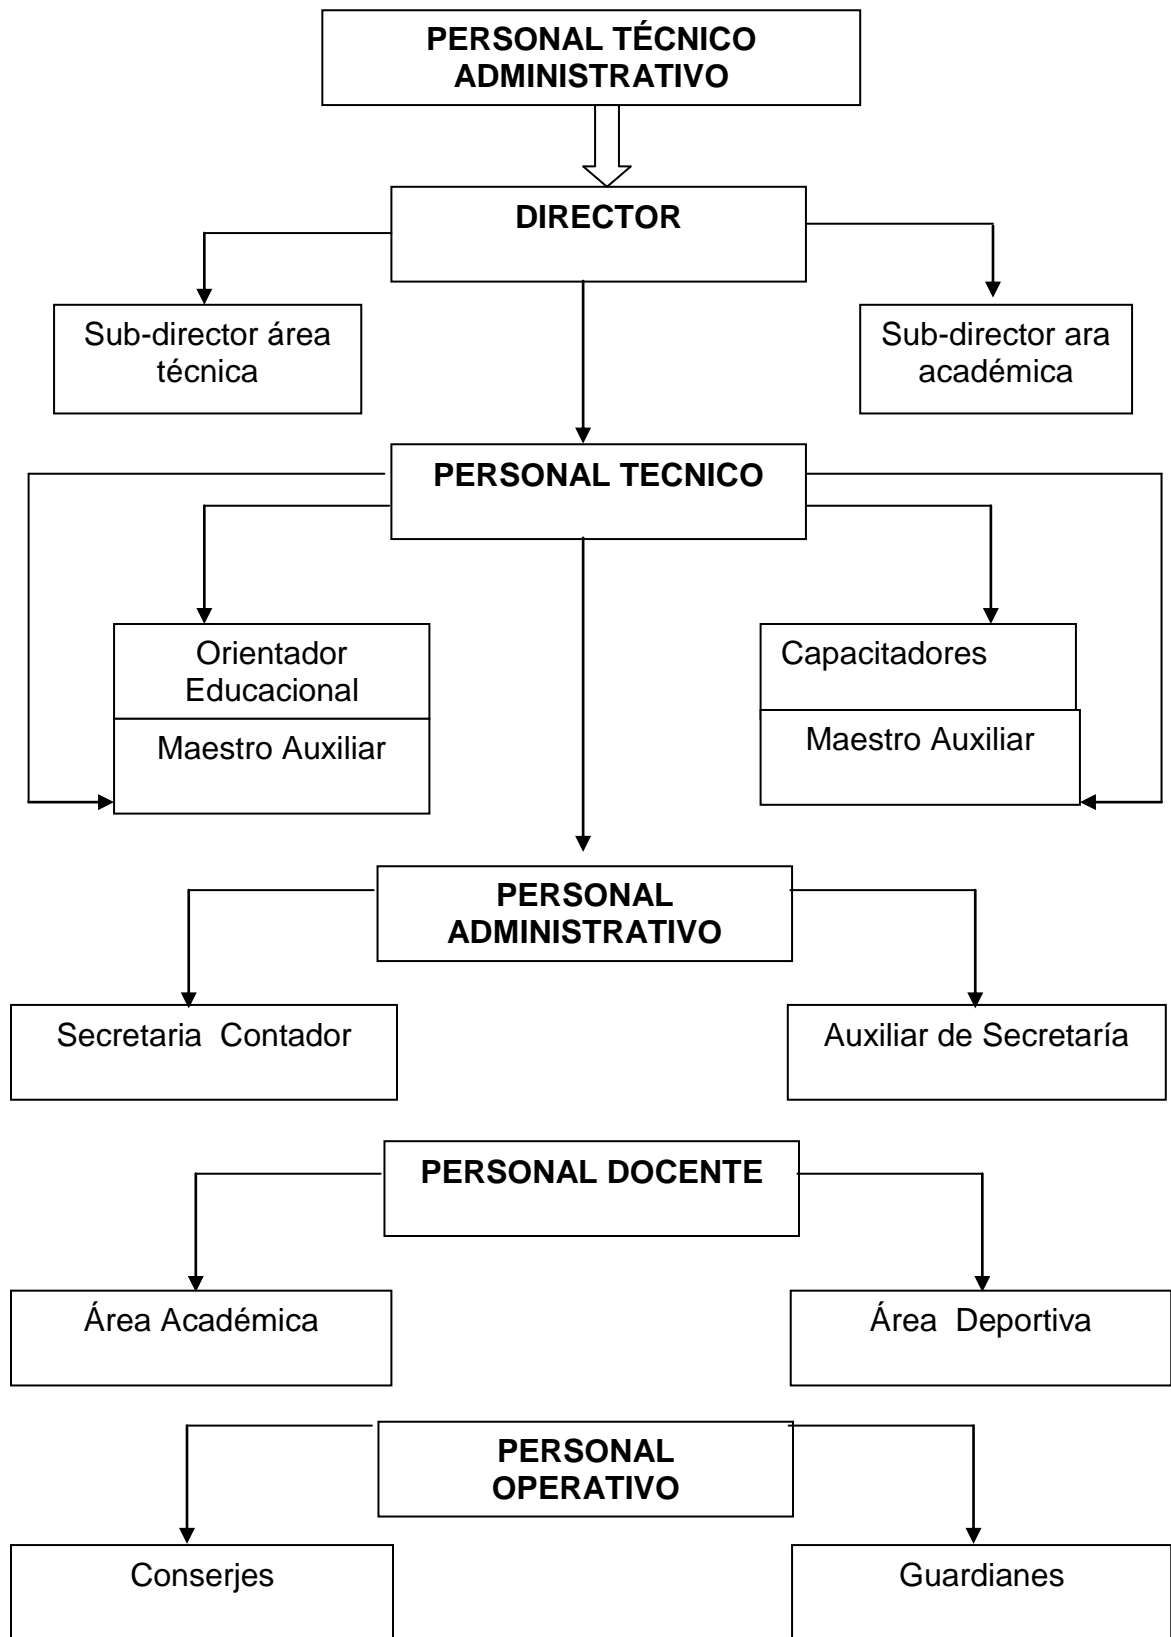 PERSONAL TÉCNICO
ADMINISTRATIVO
DIRECTOR
Sub-director área
técnica
Sub-director ara
académica
PERSONAL TECNICO
Orientador
Educacional
Maestro Auxiliar
Capacitadores
Maestro Auxiliar
PERSONAL
ADMINISTRATIVO
Secretaria  Contador
Auxiliar de Secretaría
PERSONAL DOCENTE
Área Académica
Área  Deportiva
PERSONAL
OPERATIVO
Conserjes
Guardianes